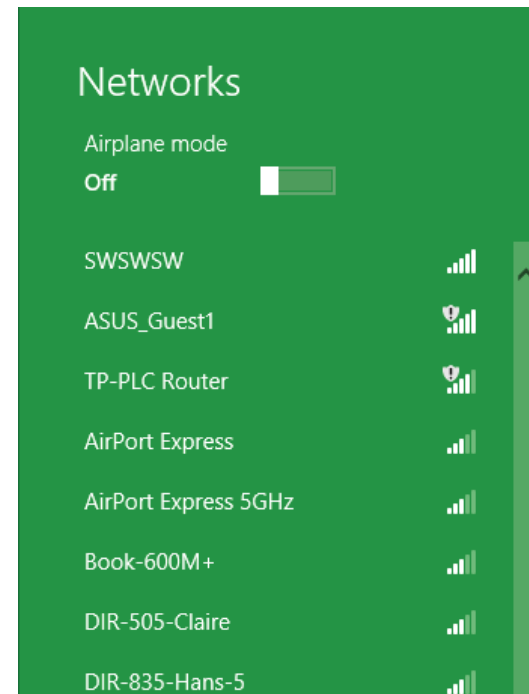 Networks
Airplane mode
Off
SWSWSW
ASUS_Guest1
TP-PLC Router
AirPort Express
AirPort Express 5GHz
Book-600M+
DIR-505-Claire
DIR-835-Hans-5